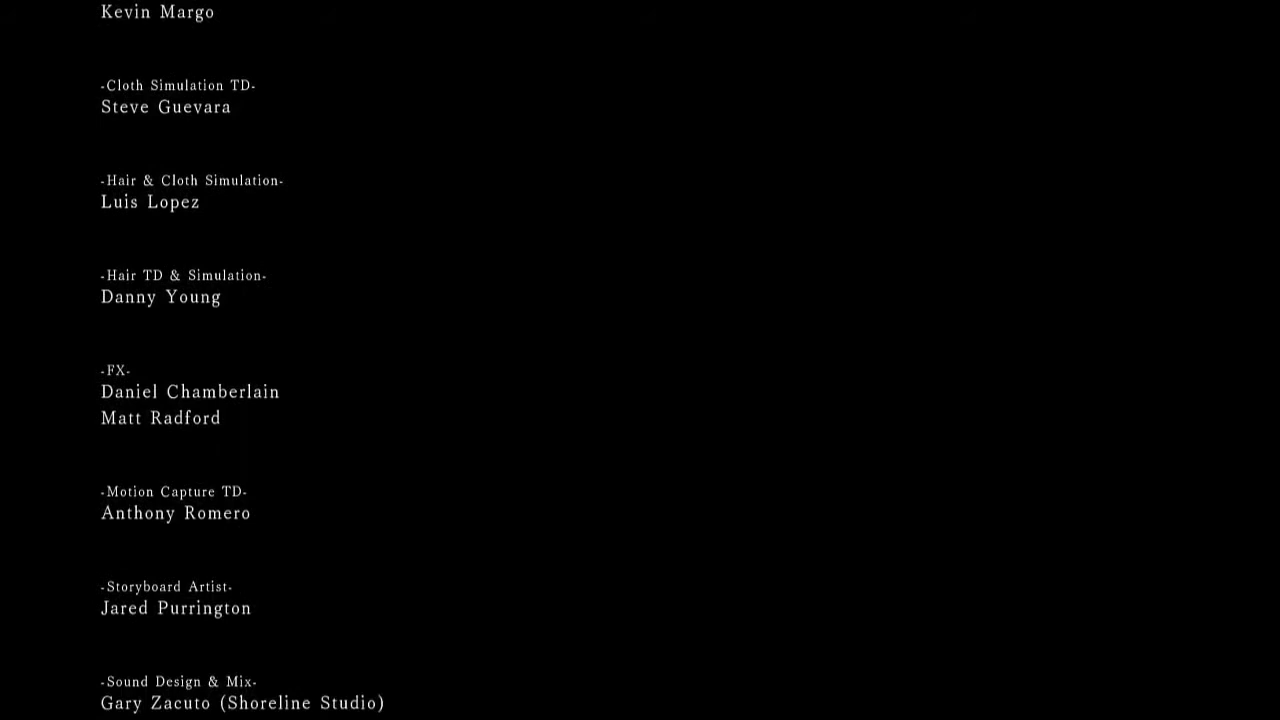 Kevin Margo
-Cloth Simulation TD-
Steve Guevara
-Hair & Cloth Simulation-
Luis Lopez
-Hair TD & Simulation-
Danny Young
-FX-
Daniel Chamberlain
Matt Radford
-Motion Capture TD-
Anthony Romero
-Storyboard Artist-
Jared Purrington
-Sound Design & Mix-
Gary Zacuto (Shoreline Studio)